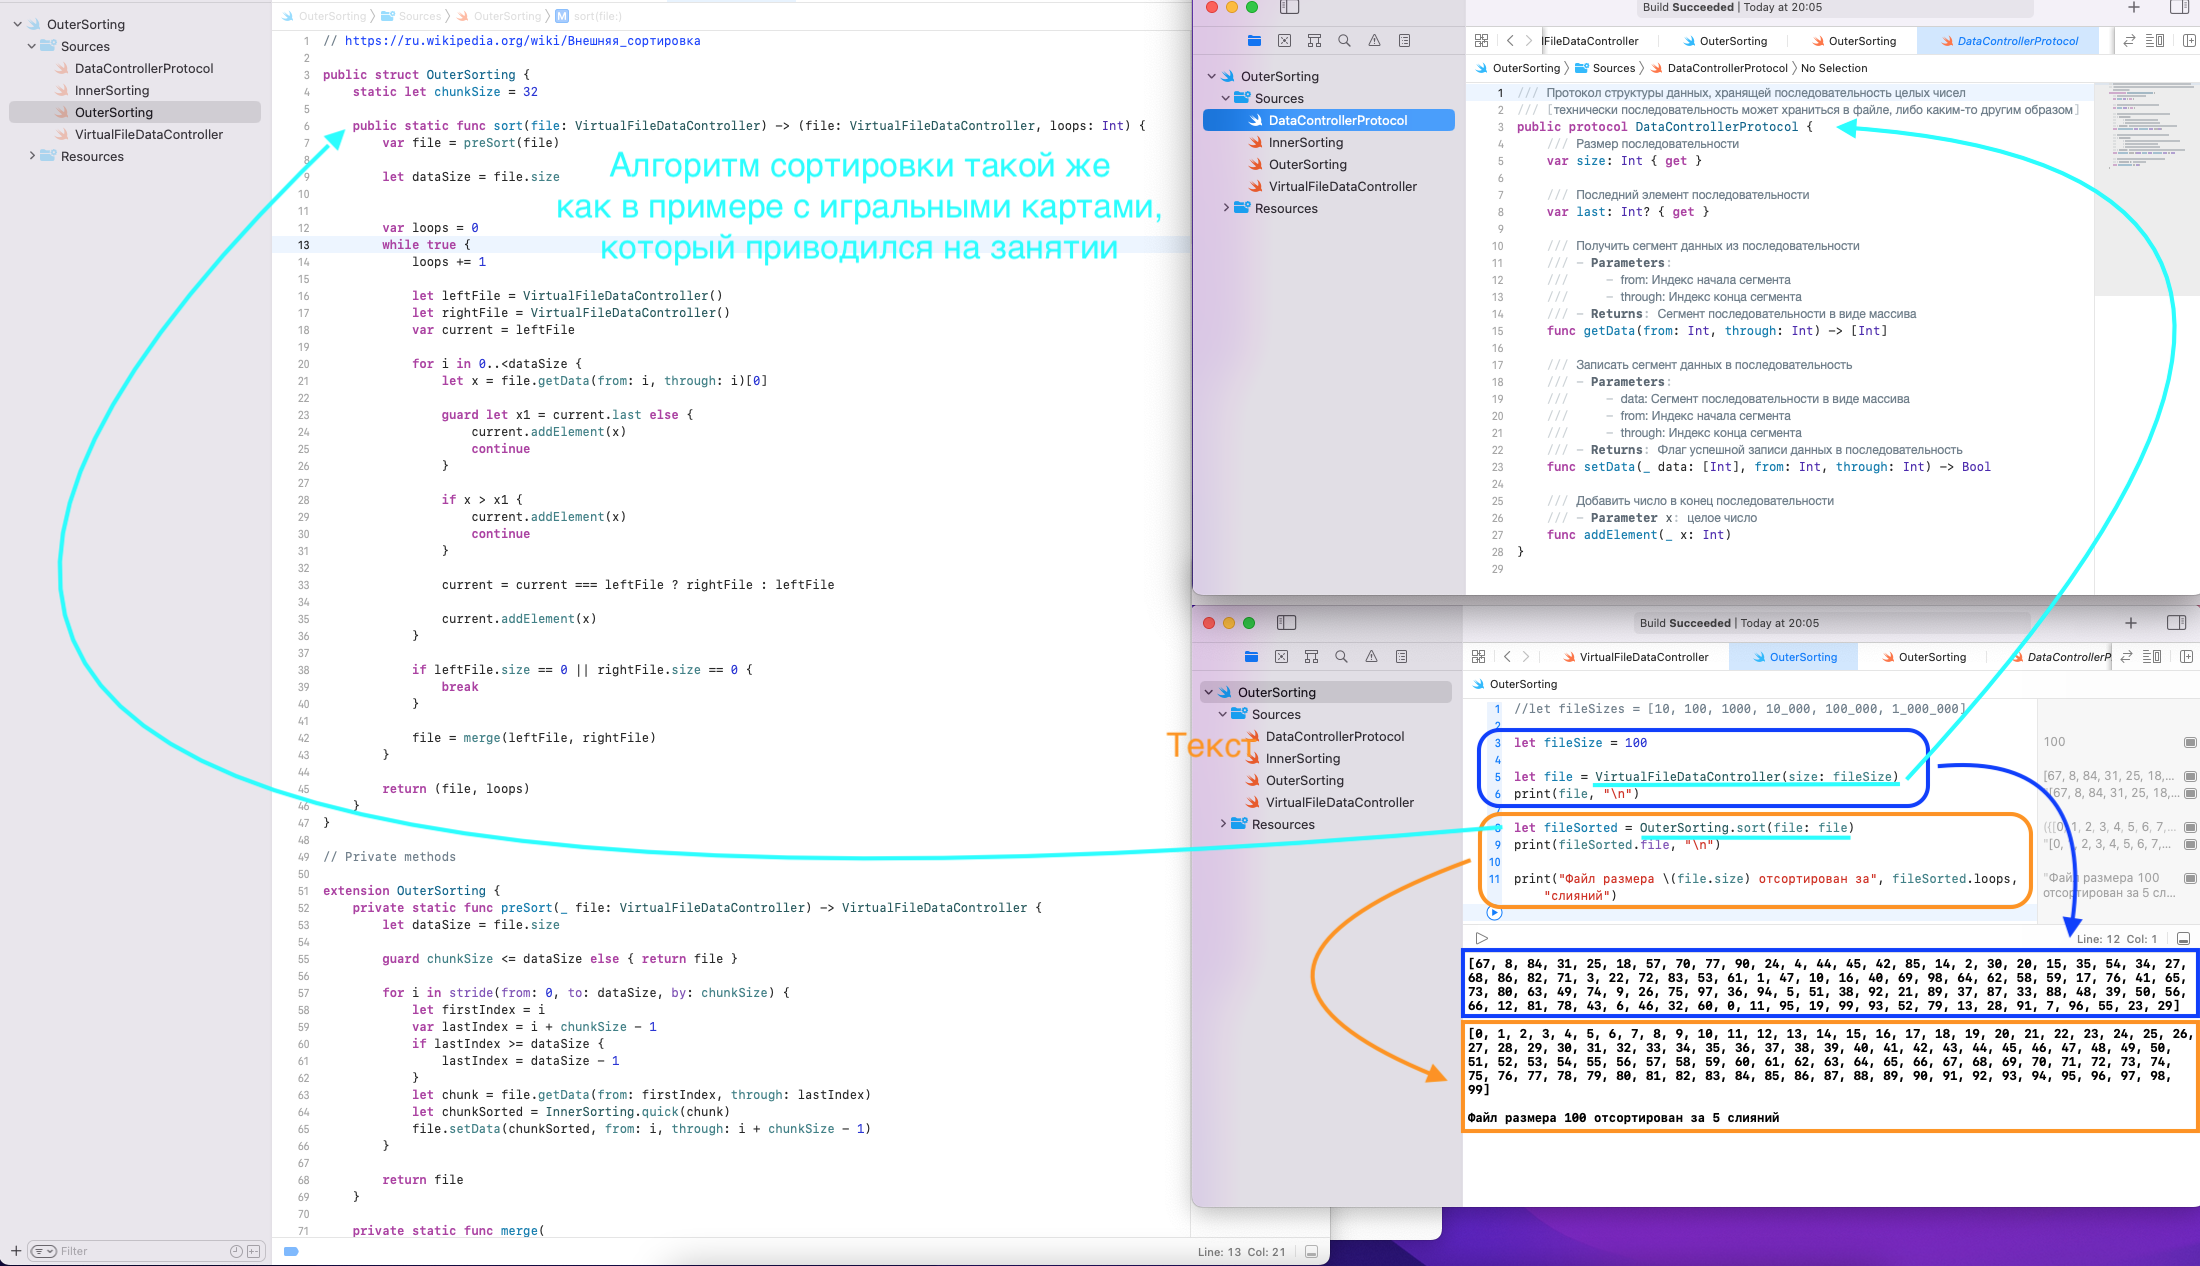 OuterSorting
Sources
DataControllerProtocol
InnerSorting
OuterSorting
VirtualFileDataController
Resources
Filter
OuterSorting Sources OuterSorting M sort(file:)
1 // https://ru.wikipedia.org/wiki/Внешняя_сортировка
2
3 public struct OuterSorting {
4 static let chunkSize = 32
5
6 public static func sort(file: VirtualFileDataController) -> (file: VirtualFileDataController, loops: Int) {
7 var file = preSort(file)
8
9 let dataSize = file.size
10
11
12 var loops = 0
13 while true {
14 loops += 1
15
16 let leftFile = VirtualFileDataController()
17 let rightFile = VirtualFileDataController()
18 var current = leftFile
19
20 for i in 0..<dataSize {
21 let x = file.getData(from: i, through: i)[0]
22
23 guard let x1 = current.last else {
24 current.addElement(x)
25 continue
26 }
27
28 if x > x1 {
29 current.addElement(x)
30 continue
31 }
32
33 current = current === leftFile ? rightFile : leftFile
34
35 current.addElement(x)
36 }
37
38 if leftFile.size == 0 || rightFile.size == 0 {
39 break
40 }
41
42 file = merge(leftFile, rightFile)
43 }
44
45 return (file, loops)
46 }
47 }
48
49 // Private methods
50
51 extension OuterSorting {
52 private static func preSort(_ file: VirtualFileDataController) -> VirtualFileDataController {
53 let dataSize = file.size
54
55 guard chunkSize <= dataSize else { return file }
56
57 for i in stride(from: 0, to: dataSize, by: chunkSize) {
58 let firstIndex = i
59 var lastIndex = i + chunkSize - 1
60 if lastIndex >= dataSize {
61 lastIndex = dataSize - 1
62 }
63 let chunk = file.getData(from: firstIndex, through: lastIndex)
64 let chunkSorted = InnerSorting.quick(chunk)
65 file.setData(chunkSorted, from: i, through: i + chunkSize - 1)
66 }
67
68 return file
69 }
70
71 private static func merge(
Line: 13 Col: 21
Алгоритм сортировки такой же
как в примере с игральными картами,
который приводился на занятии
Build Succeeded | Today at 20:05
lFileDataController OuterSorting OuterSorting DataControllerProtocol
OuterSorting Sources DataControllerProtocol No Selection
OuterSorting
Sources
DataControllerProtocol
InnerSorting
OuterSorting
VirtualFileDataController
Resources
1 /// Протокол структуры данных, хранящей последовательность целых чисел
2 /// [технически последовательность может храниться в файле, либо каким-то другим образом]
3 public protocol DataControllerProtocol {
4 /// Размер последовательности
5 var size: Int { get }
6
7 /// Последний элемент последовательности
8 var last: Int? { get }
9
10 /// Получить сегмент данных из последовательности
11 /// - Parameters:
12 /// - from: Индекс начала сегмента
13 /// - through: Индекс конца сегмента
14 /// - Returns: Сегмент последовательности в виде массива
15 func getData(from: Int, through: Int) -> [Int]
16
17 /// Записать сегмент данных в последовательность
18 /// - Parameters:
19 /// - data: Сегмент последовательности в виде массива
20 /// - from: Индекс начала сегмента
21 /// - through: Индекс конца сегмента
22 /// - Returns: Флаг успешной записи данных в последовательность
23 func setData(_ data: [Int], from: Int, through: Int) -> Bool
24
25 /// Добавить число в конец последовательности
26 /// - Parameter x: целое число
27 func addElement(_ x: Int)
28 }
29
Build Succeeded | Today at 20:05
VirtualFileDataController OuterSorting OuterSorting DataControllerP
OuterSorting
OuterSorting
Sources
DataControllerProtocol
InnerSorting
OuterSorting
VirtualFileDataController
Resources
Текст
1 //let fileSizes = [10, 100, 1000, 10_000, 100_000, 1_000_000]
2
3 let fileSize = 100
4
5 let file = VirtualFileDataController(size: fileSize)
6 print(file, "\n")
7
8 let fileSorted = OuterSorting.sort(file: file)
9 print(fileSorted.file, "\n")
10
11 print("Файл размера \(file.size) отсортирован за", fileSorted.loops,
"слияний")
100
[67, 8, 84, 31, 25, 18,...
"[67, 8, 84, 31, 25, 18,...
(([0, 1, 2, 3, 4, 5, 6, 7,...
"[0, 1, 2, 3, 4, 5, 6, 7,...
"Файл размера 100
отсортирован за 5 сл...
Line: 12 Col: 1
[67, 8, 84, 31, 25, 18, 57, 70, 77, 90, 24, 4, 44, 45, 42, 85, 14, 2, 30, 20, 15, 35, 54, 34, 27,
68, 86, 82, 71, 3, 22, 72, 83, 53, 61, 1, 47, 10, 16, 40, 69, 98, 64, 62, 58, 59, 17, 76, 41, 65,
73, 80, 63, 49, 74, 9, 26, 75, 97, 36, 94, 5, 51, 38, 92, 21, 89, 37, 87, 33, 88, 48, 39, 50, 56,
66, 12, 81, 78, 43, 6, 46, 32, 60, 0, 11, 95, 19, 99, 93, 52, 79, 13, 28, 91, 7, 96, 55, 23, 29]
[0, 1, 2, 3, 4, 5, 6, 7, 8, 9, 10, 11, 12, 13, 14, 15, 16, 17, 18, 19, 20, 21, 22, 23, 24, 25, 26,
27, 28, 29, 30, 31, 32, 33, 34, 35, 36, 37, 38, 39, 40, 41, 42, 43, 44, 45, 46, 47, 48, 49, 50,
51, 52, 53, 54, 55, 56, 57, 58, 59, 60, 61, 62, 63, 64, 65, 66, 67, 68, 69, 70, 71, 72, 73, 74,
75, 76, 77, 78, 79, 80, 81, 82, 83, 84, 85, 86, 87, 88, 89, 90, 91, 92, 93, 94, 95, 96, 97, 98,
99]
Файл размера 100 отсортирован за 5 слияний